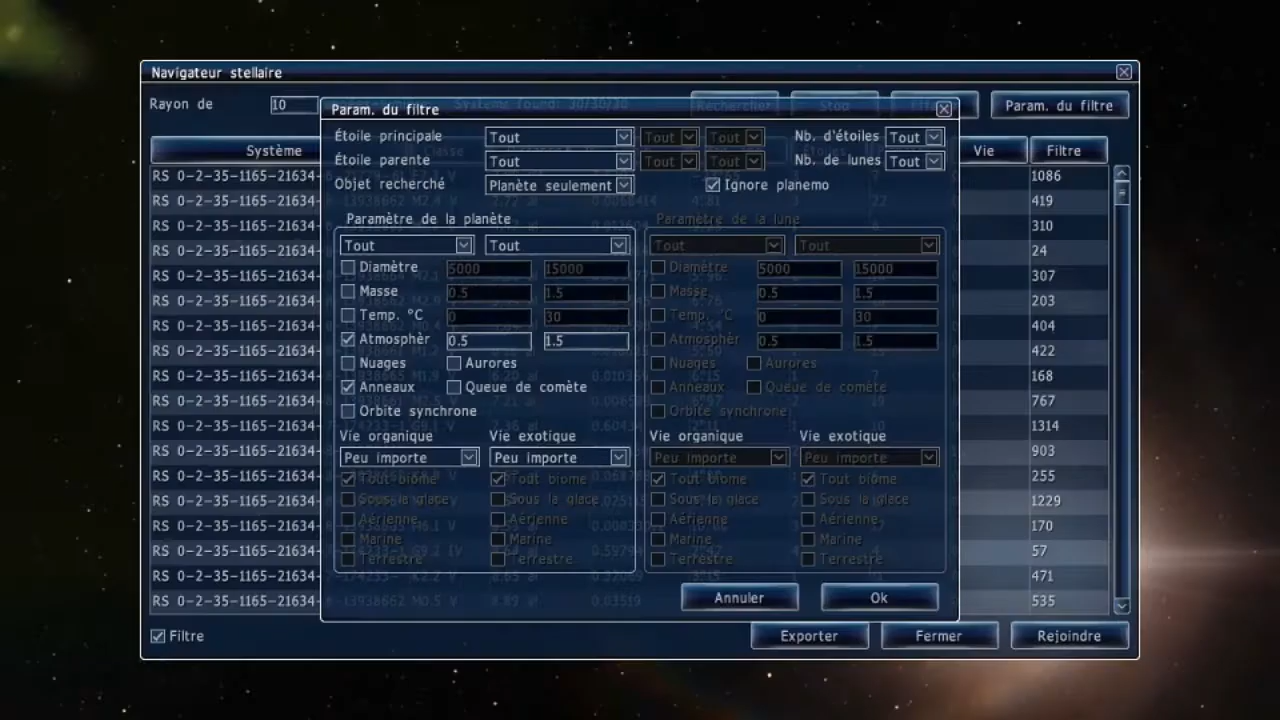 Navigateur stellaire
Rayon de 10 Système found: 30/30/30 Rechercher Stop Param. du filtre
Param. du filtre
Étoile principale Tout Tout Tout Nb. d'étoiles Tout
Étoile parente Tout Tout Tout Nb. de lunes Tout
Objet recherché Planète seulement Ignore planemo
Système Vie Filtre
Paramètre de la planète Paramètre de la lune
Tout Tout Tout Tout
Diamètre 5000 15000 Diamètre 5000 15000
Masse 0.5 1.5 Masse 0.5 1.5
Temp. °C 0 30 Temp. °C 0 30
Atmosphèr 0.5 1.5 Atmosphèr 0.5 1.5
Nuages Aurores Nuages Aurores
Anneaux Queue de comète Anneaux Queue de comète
Orbite synchrone Orbite synchrone
Vie organique Vie exotique Vie organique Vie exotique
Peu importe Peu importe Peu importe Peu importe
Tout biome Tout biome Tout biome Tout biome
Sous la glace Sous la glace Sous la glace Sous la glace
Aérienne Aérienne Aérienne Aérienne
Marine Marine Marine Marine
Terrestre Terrestre Terrestre Terrestre
Annuler Ok
RS 0-2-35-1165-21634- 1086
RS 0-2-35-1165-21634- 419
RS 0-2-35-1165-21634- 310
RS 0-2-35-1165-21634- 24
RS 0-2-35-1165-21634- 307
RS 0-2-35-1165-21634- 203
RS 0-2-35-1165-21634- 404
RS 0-2-35-1165-21634- 422
RS 0-2-35-1165-21634- 168
RS 0-2-35-1165-21634- 767
RS 0-2-35-1165-21634- 1314
RS 0-2-35-1165-21634- 903
RS 0-2-35-1165-21634- 255
RS 0-2-35-1165-21634- 1229
RS 0-2-35-1165-21634- 170
RS 0-2-35-1165-21634- 57
RS 0-2-35-1165-21634- 471
RS 0-2-35-1165-21634- 535
Filtre Exporter Fermer Rejoindre